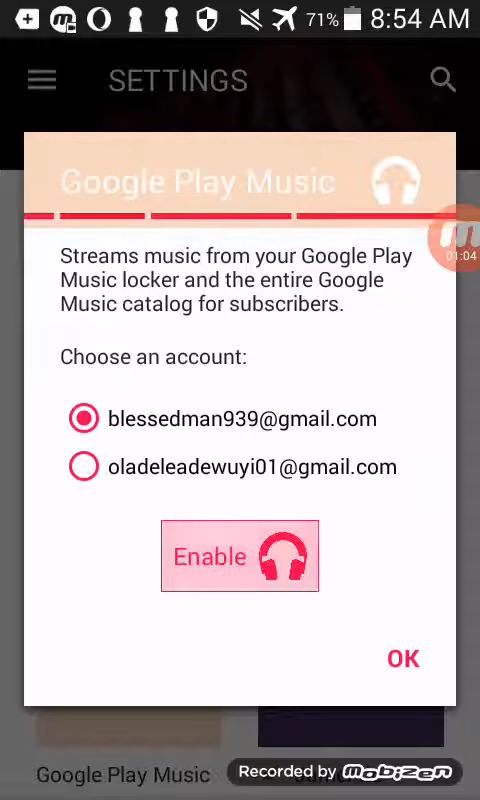 71% 8:54 AM
SETTINGS
Google Play Music
01:04
Streams music from your Google Play
Music locker and the entire Google
Music catalog for subscribers.
Choose an account:
blessedman939@gmail.com
oladeleadewuyi01@gmail.com
Enable
OK
Google Play Music
Recorded by Mobizen